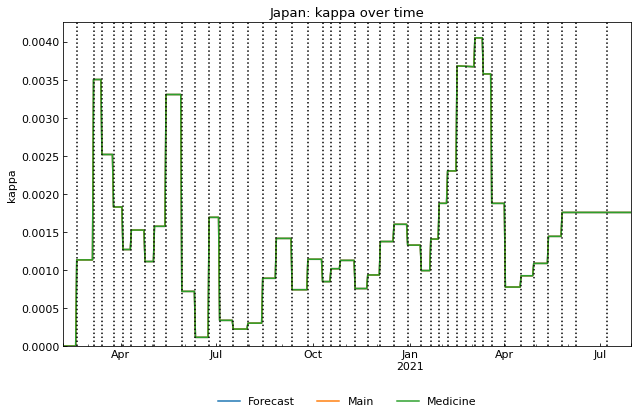 Japan: kappa over time
0.0040
0.0035
0.0030
0.0025
0.0020
0.0015
0.0010
0.0005
0.0000
kappa
Apr Jul Oct Jan Apr Jul
2021
Forecast Main Medicine